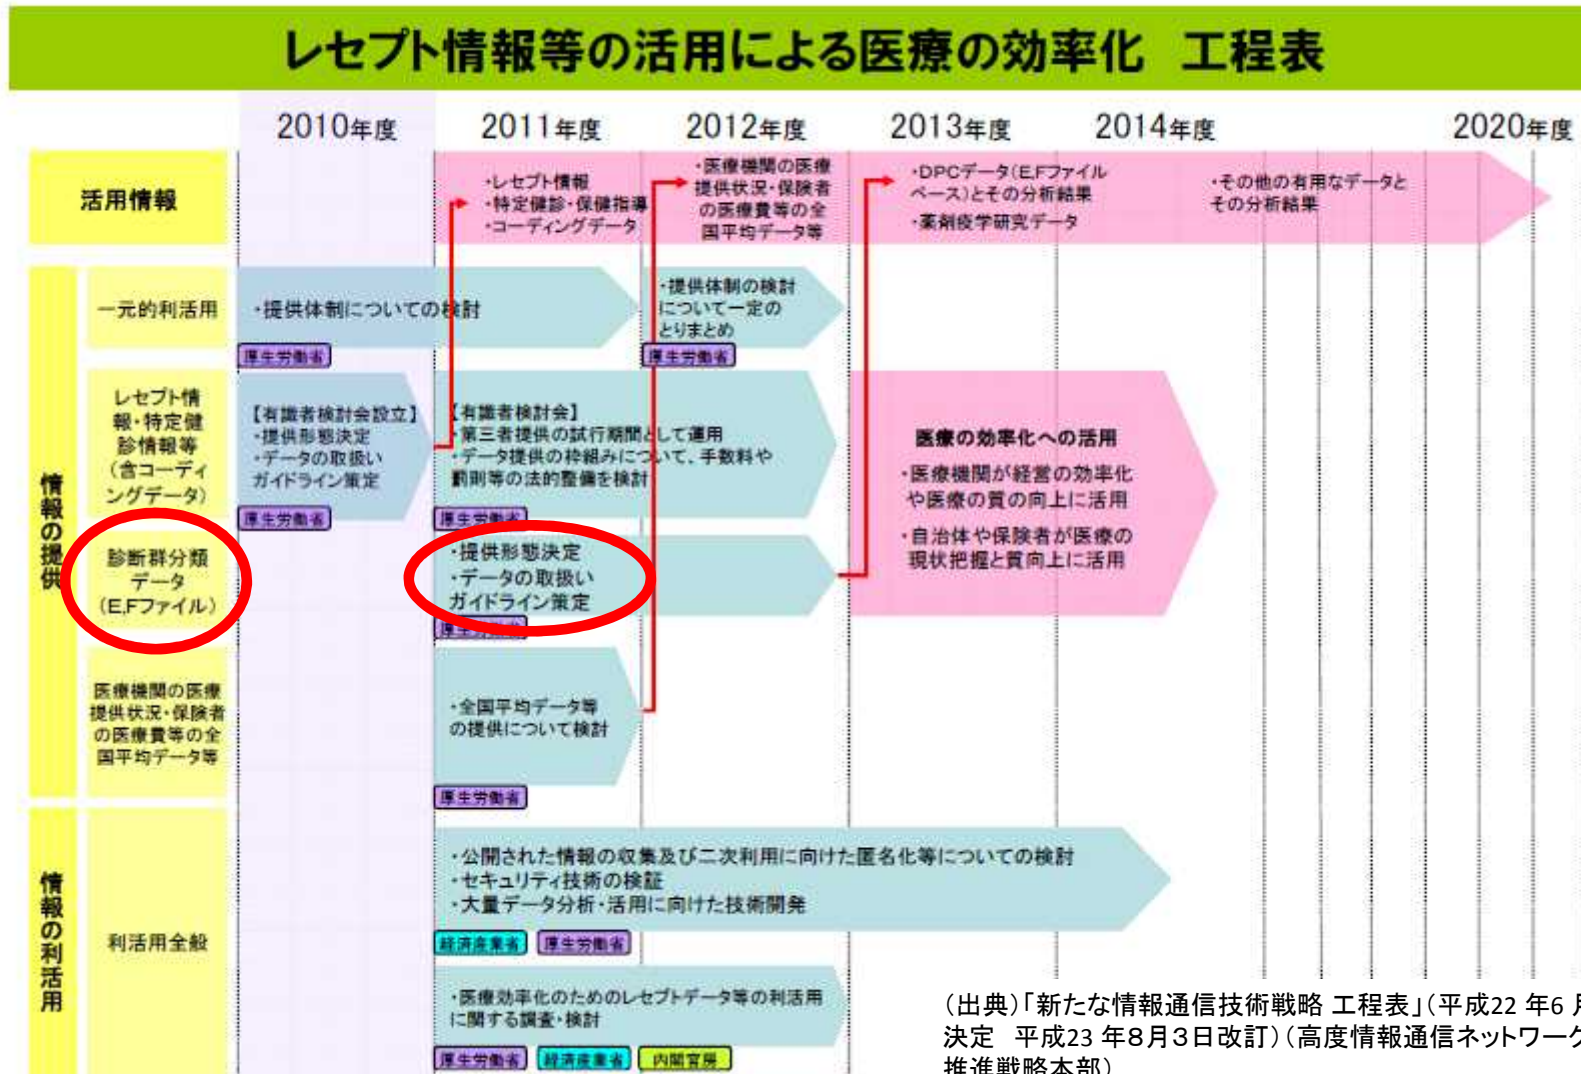 レセプト情報等の活用による医療の効率化 工程表
2010年度
2011年度
2012年度
2013年度
2014年度
2020年度
活用情報
・レセプト情報
・特定健診・保健指導
・コーディングデータ
・医療機関の医療
提供状況・保険者
の医療費等の全
国平均データ等
・DPCデータ(E,Fファイル
ベース)とその分析結果
・薬剤疫学研究データ
・その他の有用なデータと
その分析結果
情報の提供
一元的利活用
・提供体制についての検討
厚生労働省
・提供体制の検討
について一定の
とりまとめ
厚生労働省
レセプト情
報・特定健
診情報等
(含コーディ
ングデータ)
【有識者検討会設立】
・提供形態決定
・データの取扱い
ガイドライン策定
厚生労働省
【有識者検討会】
・第三者提供の試行期間として運用
・データ提供の枠組みについて、手数料や
罰則等の法的整備を検討
厚生労働省
医療の効率化への活用
・医療機関が経営の効率化
や医療の質の向上に活用
・自治体や保険者が医療の
現状把握と質向上に活用
診断群分類
データ
(E,Fファイル)
・提供形態決定
・データの取扱い
ガイドライン策定
厚生労働省
医療機関の医療
提供状況・保険者
の医療費等の全
国平均データ等
・全国平均データ等
の提供について検討
厚生労働省
情報の利活用
利活用全般
・公開された情報の収集及び二次利用に向けた匿名化等についての検討
・セキュリティ技術の検証
・大量データ分析・活用に向けた技術開発
経済産業省 厚生労働省
・医療効率化のためのレセプトデータ等の利活用
に関する調査・検討
厚生労働省 経済産業省 内閣官房
(出典)「新たな情報通信技術戦略 工程表」(平成22 年6 月
決定 平成23 年8月3日改訂)(高度情報通信ネットワーク
推進戦略本部)